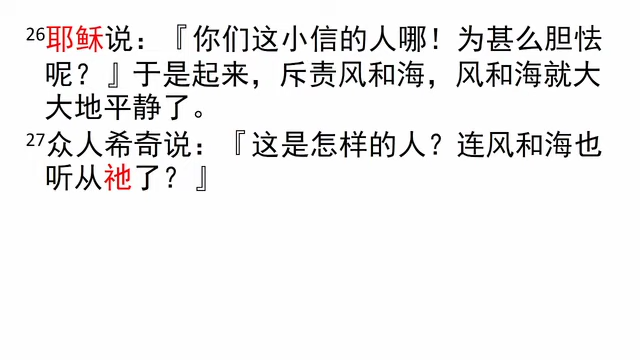 26耶稣说：『你们这小信的人哪！为甚么胆怯
呢？』于是起来，斥责风和海，风和海就大
大地平静了。
27众人希奇说：『这是怎样的人？连风和海也
听从祂了？』